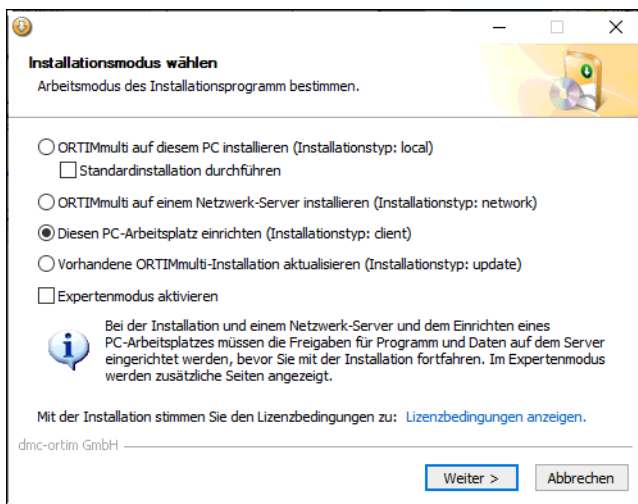 Installationsmodus wählen
Arbeitsmodus des Installationsprogramm bestimmen.
ORTIMmulti auf diesem PC installieren (Installationstyp: local)
Standardinstallation durchführen
ORTIMmulti auf einem Netzwerk-Server installieren (Installationstyp: network)
Diesen PC-Arbeitsplatz einrichten (Installationstyp: client)
Vorhandene ORTIMmulti-Installation aktualisieren (Installationstyp: update)
Expertenmodus aktivieren
Bei der Installation und einem Netzwerk-Server und dem Einrichten eines
PC-Arbeitsplatzes müssen die Freigaben für Programm und Daten auf dem Server
eingerichtet werden, bevor Sie mit der Installation fortfahren. Im Expertenmodus
werden zusätzliche Seiten angezeigt.
Mit der Installation stimmen Sie den Lizenzbedingungen zu: Lizenzbedingungen anzeigen.
dmc-ortim GmbH
Weiter > Abbrechen